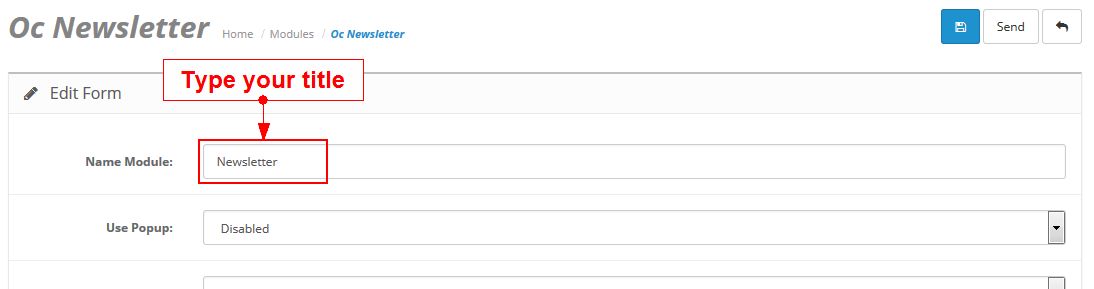 Oc Newsletter Home / Modules / Oc Newsletter Send
Type your title
Edit Form
Name Module: Newsletter
Use Popup: Disabled